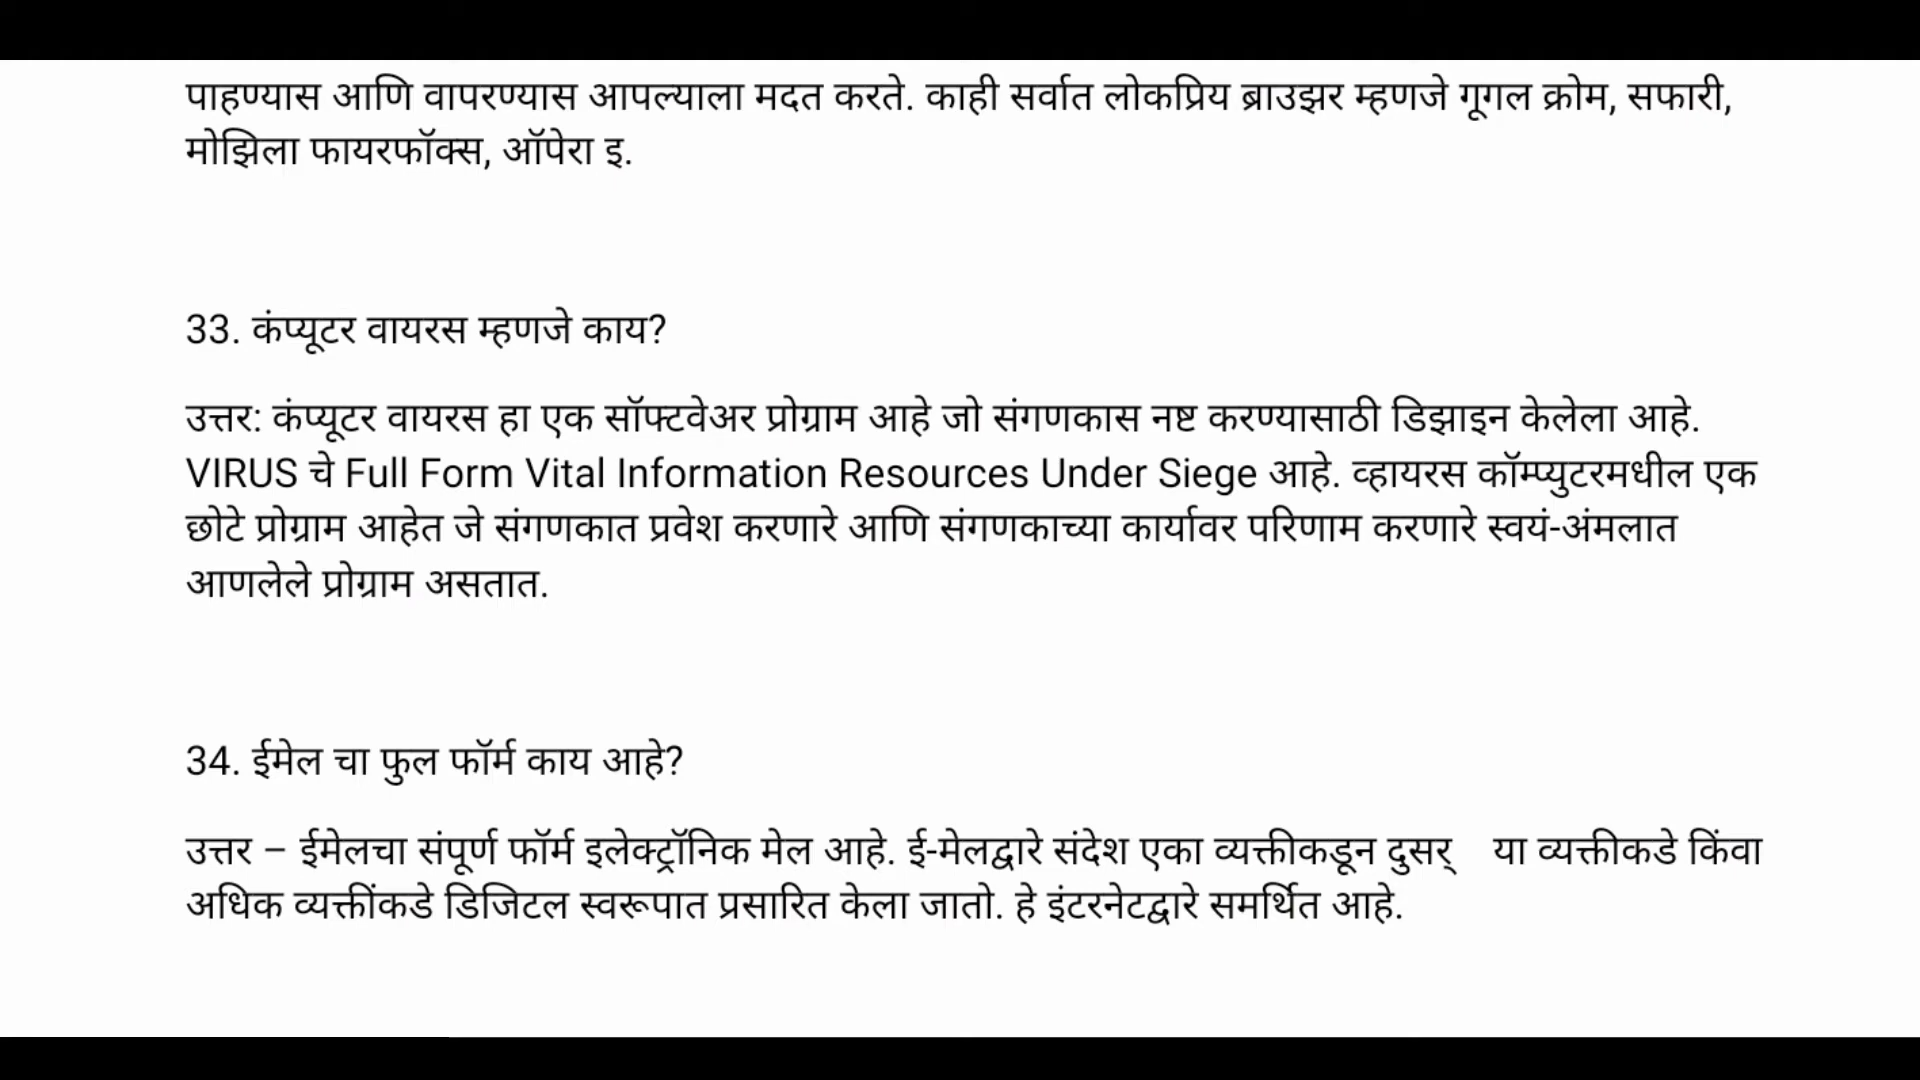 पाहण्यास आणि वापरण्यास आपल्याला मदत करते. काही सर्वात लोकप्रिय ब्राउझर म्हणजे गूगल क्रोम, सफारी,
मोझिला फायरफॉक्स, ऑपेरा इ.
33. कंप्यूटर वायरस म्हणजे काय?
उत्तर: कंप्यूटर वायरस हा एक सॉफ्टवेअर प्रोग्राम आहे जो संगणकास नष्ट करण्यासाठी डिझाइन केलेला आहे.
VIRUS चे Full Form Vital Information Resources Under Siege आहे. व्हायरस कॉम्प्युटरमधील एक
छोटे प्रोग्राम आहेत जे संगणकात प्रवेश करणारे आणि संगणकाच्या कार्यावर परिणाम करणारे स्वयं-अंमलात
आणलेले प्रोग्राम असतात.
34. ईमेल चा फुल फॉर्म काय आहे?
उत्तर – ईमेलचा संपूर्ण फॉर्म इलेक्ट्रॉनिक मेल आहे. ई-मेलद्वारे संदेश एका व्यक्तीकडून दुसर् या व्यक्तीकडे किंवा
अधिक व्यक्तींकडे डिजिटल स्वरूपात प्रसारित केला जातो. हे इंटरनेटद्वारे समर्थित आहे.